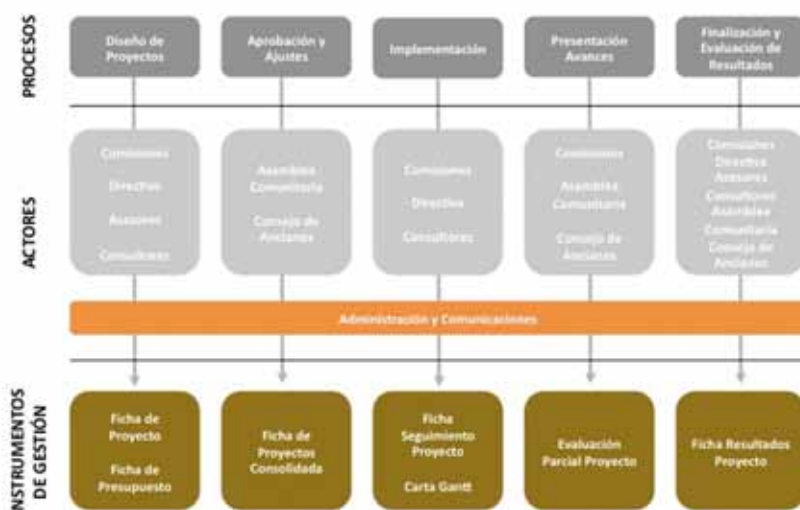 PROCESOS
Diseño de
Proyectos
Aprobación y
Ajustes
Implementación
Presentación
Avances
Finalización y
Evaluación de
Resultados
ACTORES
Comisiones
Directiva
Asesores
Consultores
Asamblea
Comunitaria
Consejo de
Ancianos
Comisiones
Directiva
Consultores
Comisiones
Asamblea
Comunitaria
Consejo de
Ancianos
Comisiones
Directiva
Asesores
Consultores
Asamblea
Comunitaria
Consejo de
Ancianos
Administración y Comunicaciones
NSTRUMENTOS
DE GESTIÓN
Ficha de
Proyecto
Ficha de
Presupuesto
Ficha de
Proyectos
Consolidada
Ficha
Seguimiento
Proyecto
Carta Gantt
Evaluación
Parcial Proyecto
Ficha Resultados
Proyecto